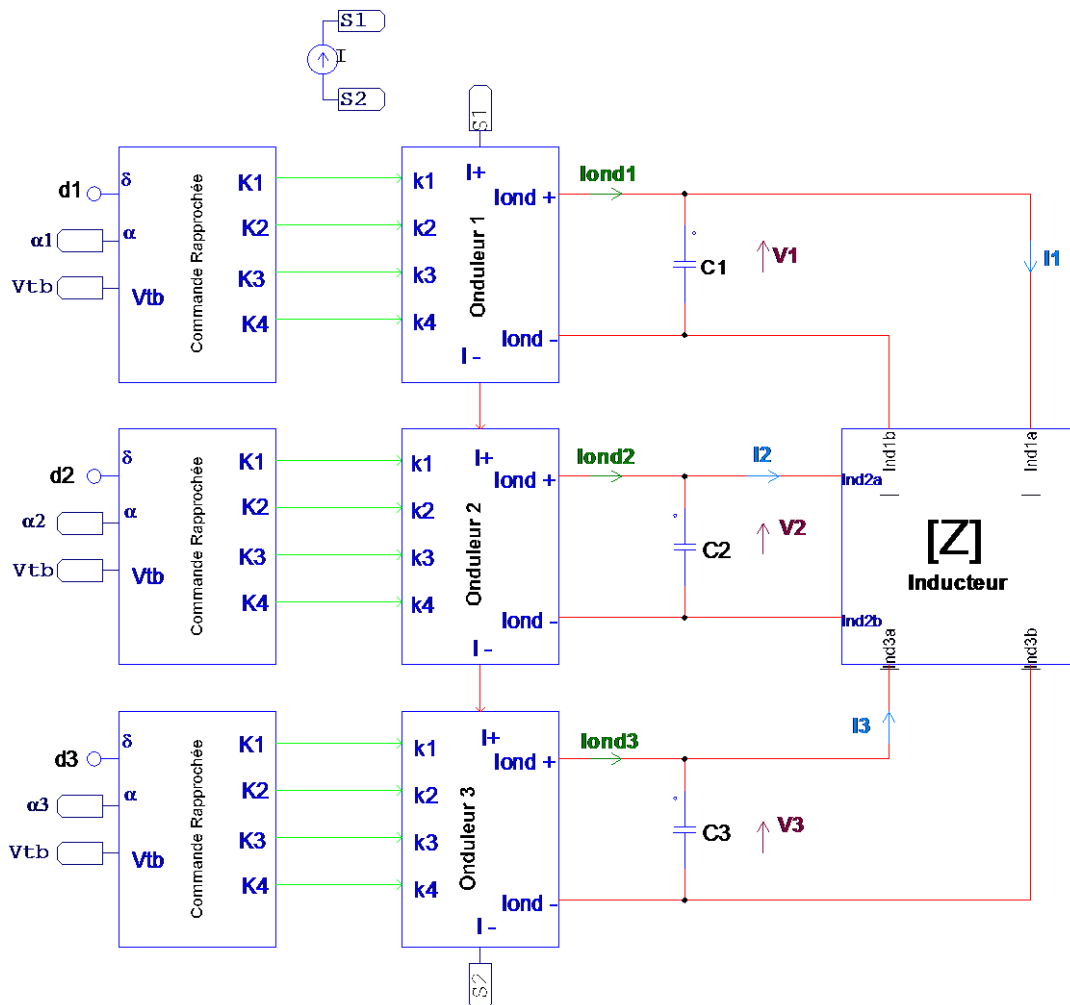 S1
I
S2
S1
d1
δ
α1
α
Vtb
Vtb
Commande Rapprochée
K1
K2
K3
K4
k1
k2
k3
k4
I+
Onduleur 1
I -
Iond +
Iond -
Iond1
C1
V1
I1
d2
δ
α2
α
Vtb
Vtb
Commande Rapprochée
K1
K2
K3
K4
k1
k2
k3
k4
I+
Onduleur 2
I -
Iond +
Iond -
Iond2
C2
V2
I2
Ind1b
Ind1a
Ind2a
[Z]
Inducteur
Ind2b
Ind3a
Ind3b
d3
δ
α3
α
Vtb
Vtb
Commande Rapprochée
K1
K2
K3
K4
k1
k2
k3
k4
I+
Onduleur 3
I -
Iond +
Iond -
Iond3
C3
V3
I3
S2